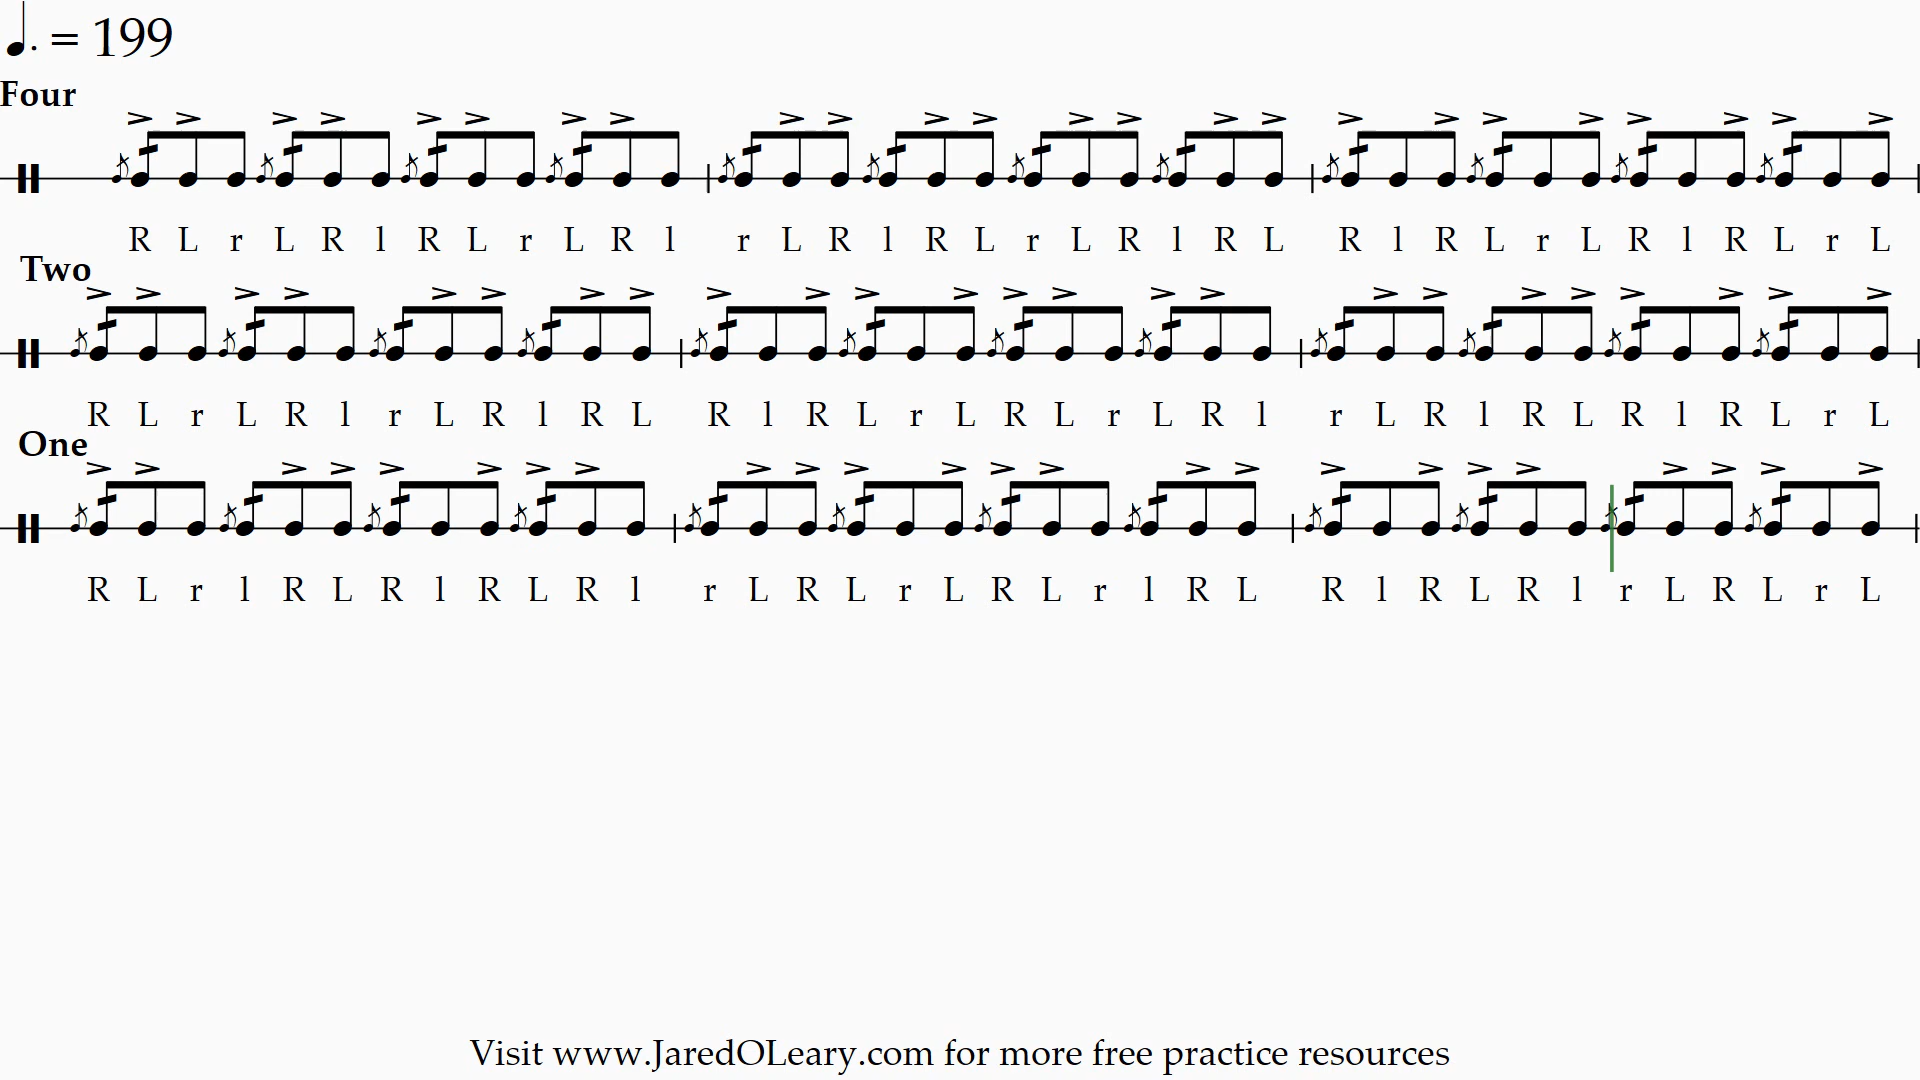 ♩. = 199
Four
R L r L R l R L r L R l r L R l R L r L R l R L R l R L r L R l R L r L
Two
R L r L R l r L R l R L R l R L r L R L r L R l r L R l R L R l R L r L
One
R L r l R L R l R L R l r L R L r L R L r l R L R l R L R l r L R L r L
Visit www.JaredOLeary.com for more free practice resources